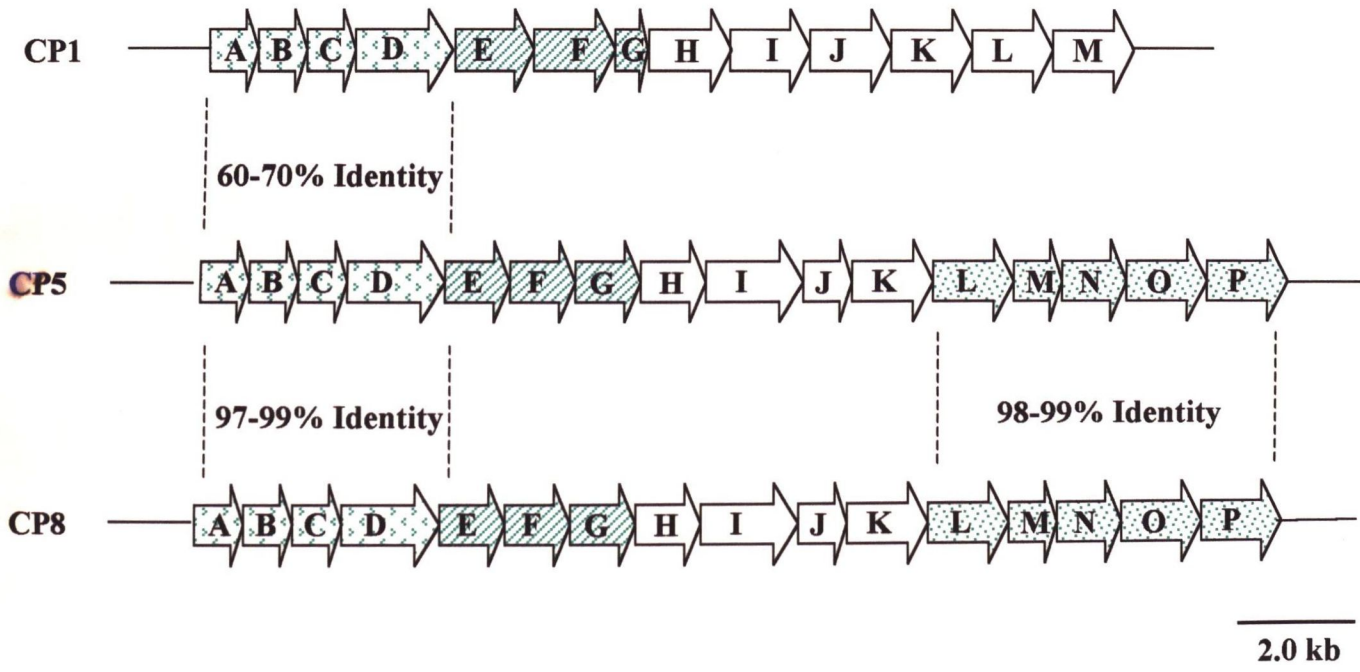 CP1 A B C D E F G H I J K L M
60-70% Identity
CP5 A B C D E F G H I J K L M N O P
97-99% Identity 98-99% Identity
CP8 A B C D E F G H I J K L M N O P
2.0 kb